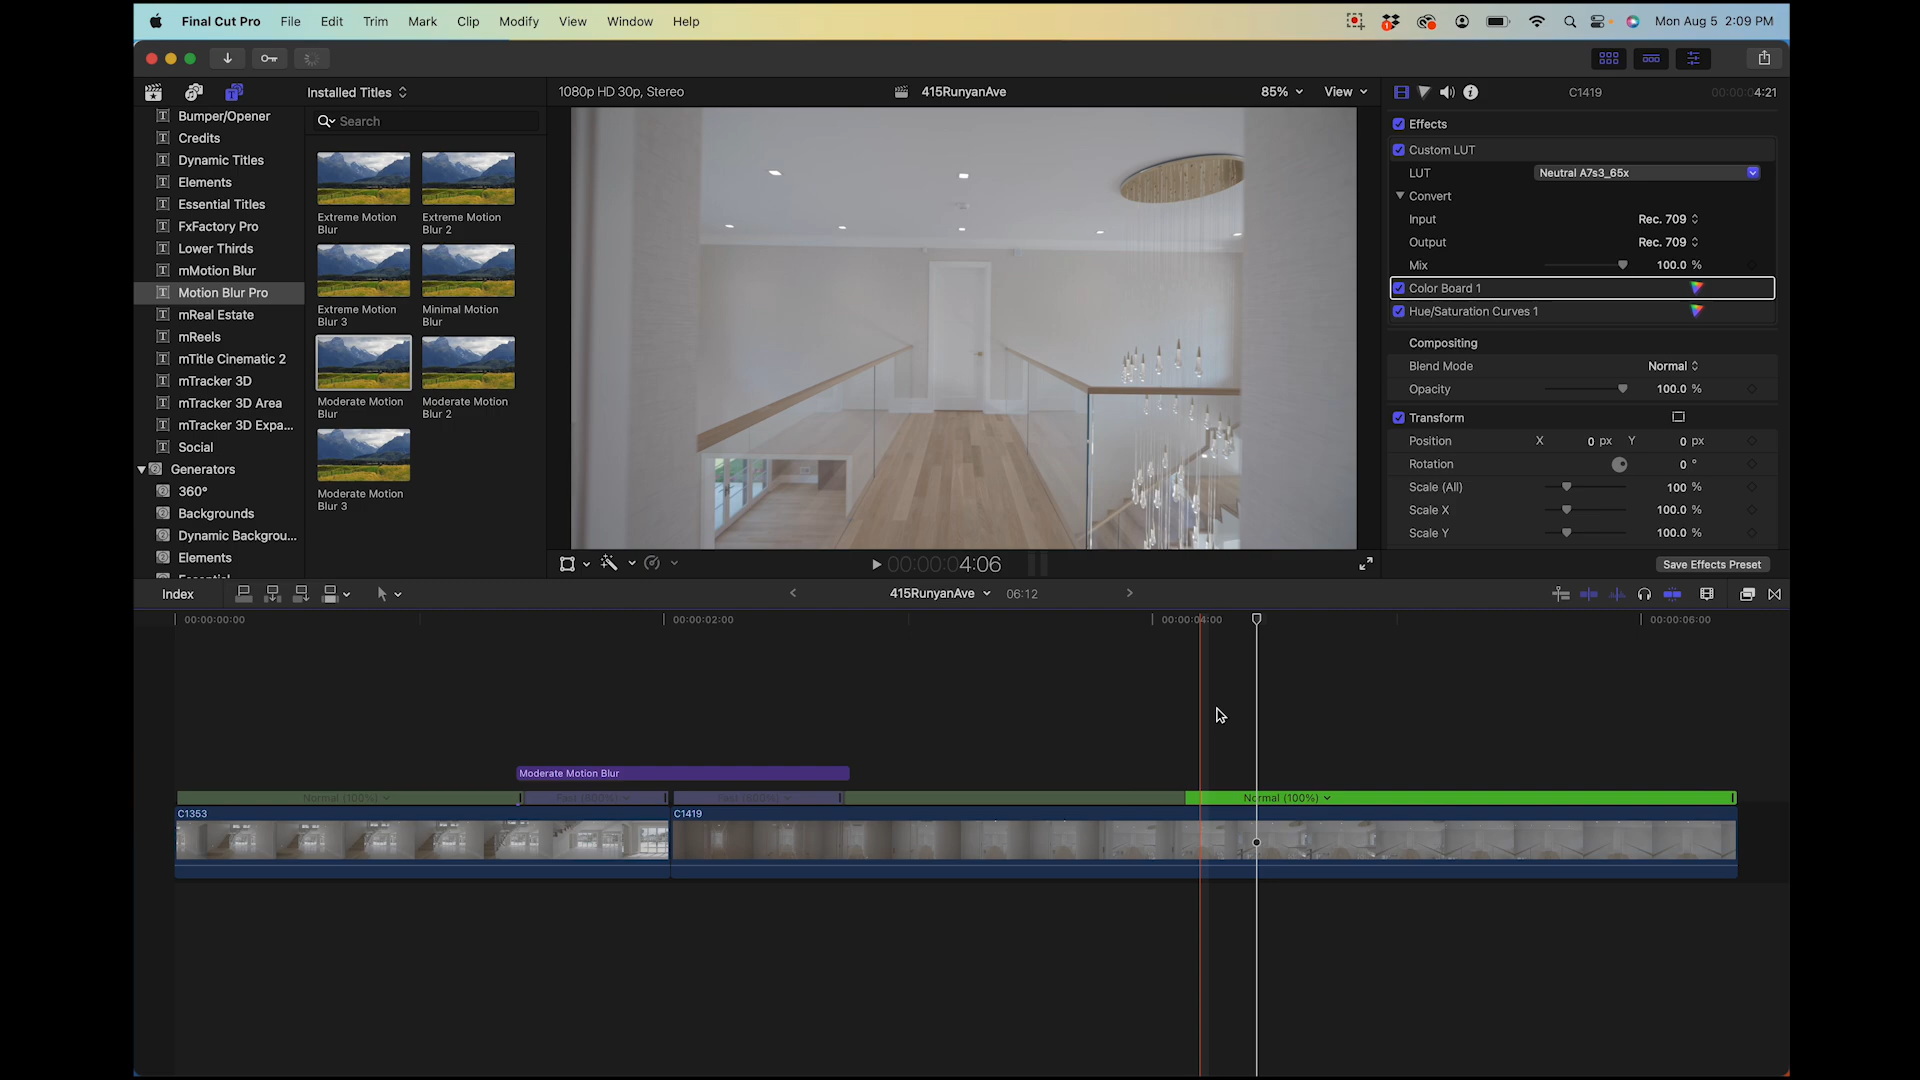 Final Cut Pro File Edit Trim Mark Clip Modify View Window Help
Mon Aug 5 2:09 PM
Installed Titles
1080p HD 30p, Stereo
415RunyanAve
85%
View
C1419
00:00:04:21
Bumper/Opener
Credits
Dynamic Titles
Elements
Essential Titles
FxFactory Pro
Lower Thirds
mMotion Blur
Motion Blur Pro
mReal Estate
mReels
mTitle Cinematic 2
mTracker 3D
mTracker 3D Area
mTracker 3D Expa...
Social
Generators
360°
Backgrounds
Dynamic Backgrou...
Elements
Search
Extreme Motion
Blur
Extreme Motion
Blur 2
Extreme Motion
Blur 3
Minimal Motion
Blur
Moderate Motion
Blur
Moderate Motion
Blur 2
Moderate Motion
Blur 3
Effects
Custom LUT
LUT
Neutral A7s3_65x
Convert
Input
Rec. 709
Output
Rec. 709
Mix
100.0 %
Color Board 1
Hue/Saturation Curves 1
Compositing
Blend Mode
Normal
Opacity
100.0 %
Transform
Position
X 0 px Y 0 px
Rotation
0 °
Scale (All)
100 %
Scale X
100.0 %
Scale Y
100.0 %
Save Effects Preset
00:00:04:06
Index
415RunyanAve
06:12
00:00:00:00
00:00:02:00
00:00:04:00
00:00:06:00
Moderate Motion Blur
Normal (100%)
Fast (600%)
Normal (100%)
C1353
C1419